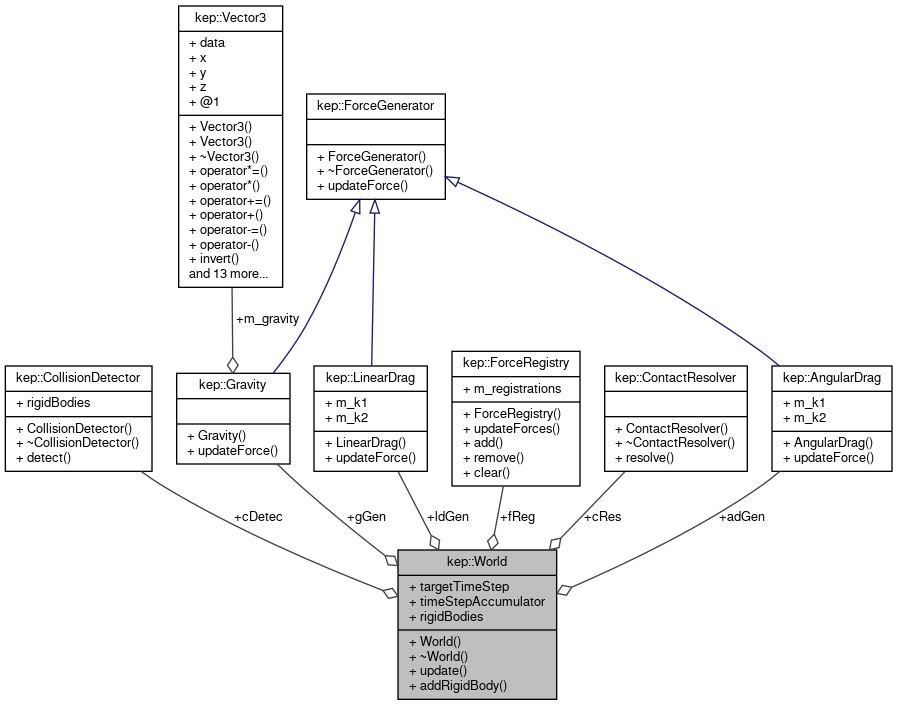 kep::Vector3
+ data
+ x
+ y
+ z
+ @1
+ Vector3()
+ Vector3()
+ ~Vector3()
+ operator*=()
+ operator*()
+ operator+=()
+ operator+()
+ operator-=()
+ operator-()
+ invert()
and 13 more...
kep::ForceGenerator
+ ForceGenerator()
+ ~ForceGenerator()
+ updateForce()
+m_gravity
kep::CollisionDetector
+ rigidBodies
+ CollisionDetector()
+ ~CollisionDetector()
+ detect()
kep::Gravity
+ Gravity()
+ updateForce()
kep::LinearDrag
+ m_k1
+ m_k2
+ LinearDrag()
+ updateForce()
kep::ForceRegistry
+ m_registrations
+ ForceRegistry()
+ updateForces()
+ add()
+ remove()
+ clear()
kep::ContactResolver
+ ContactResolver()
+ ~ContactResolver()
+ resolve()
kep::AngularDrag
+ m_k1
+ m_k2
+ AngularDrag()
+ updateForce()
+cDetec
+gGen
+ldGen
+fReg
+cRes
+adGen
kep::World
+ targetTimeStep
+ timeStepAccumulator
+ rigidBodies
+ World()
+ ~World()
+ update()
+ addRigidBody()